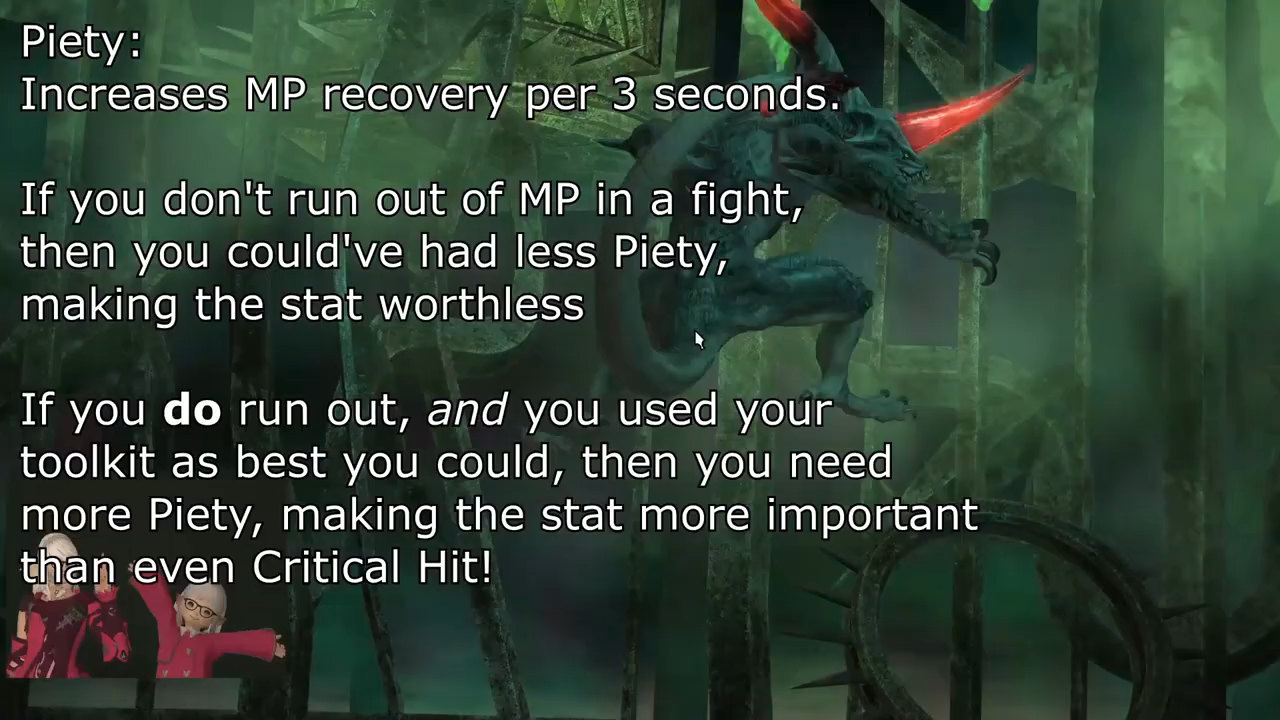 Piety:
Increases MP recovery per 3 seconds.
If you don't run out of MP in a fight,
then you could've had less Piety,
making the stat worthless
If you do run out, and you used your
toolkit as best you could, then you need
more Piety, making the stat more important
than even Critical Hit!